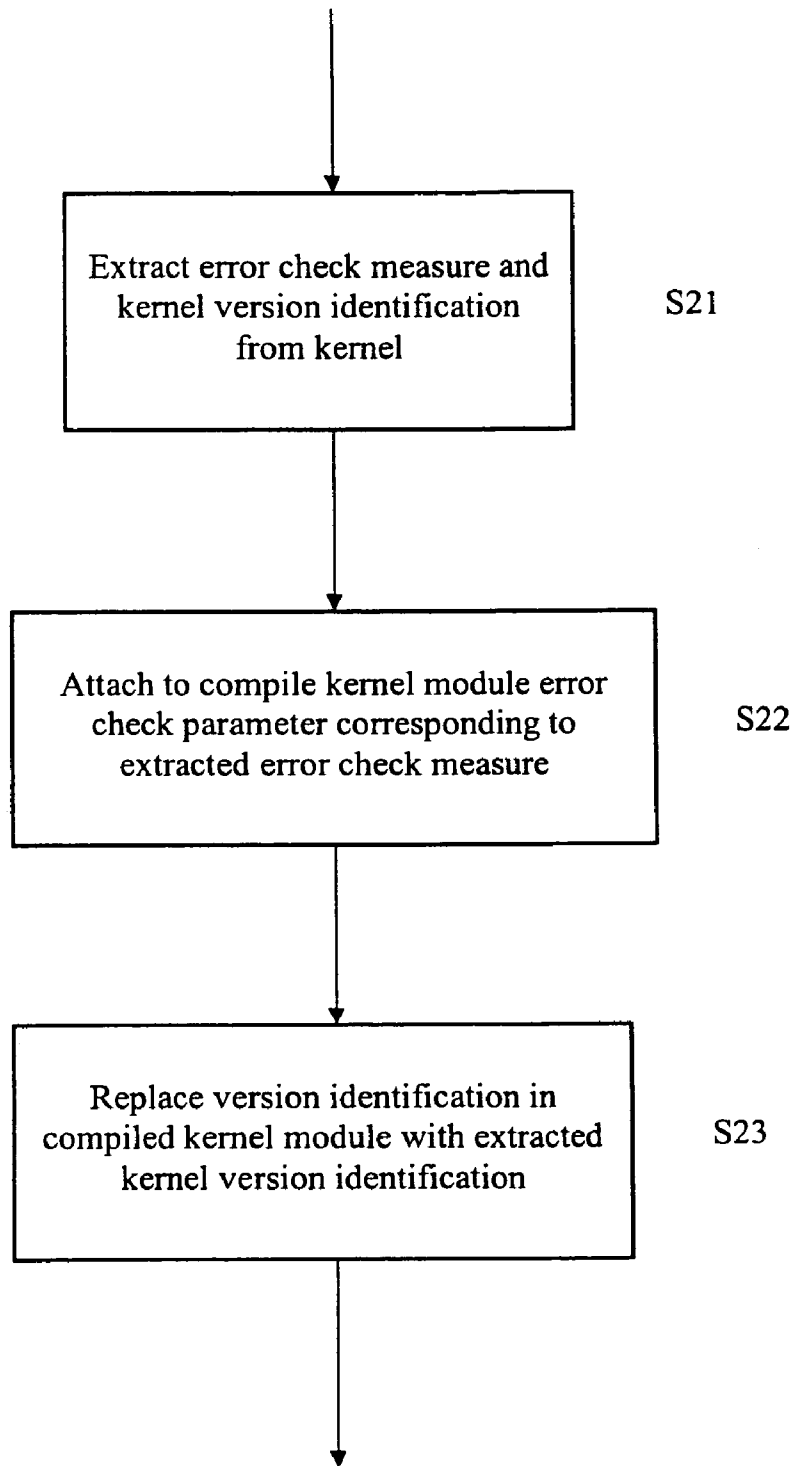 Extract error check measure and
kernel version identification
from kernel
S21
Attach to compile kernel module error
check parameter corresponding to
extracted error check measure
S22
Replace version identification in
compiled kernel module with extracted
kernel version identification
S23